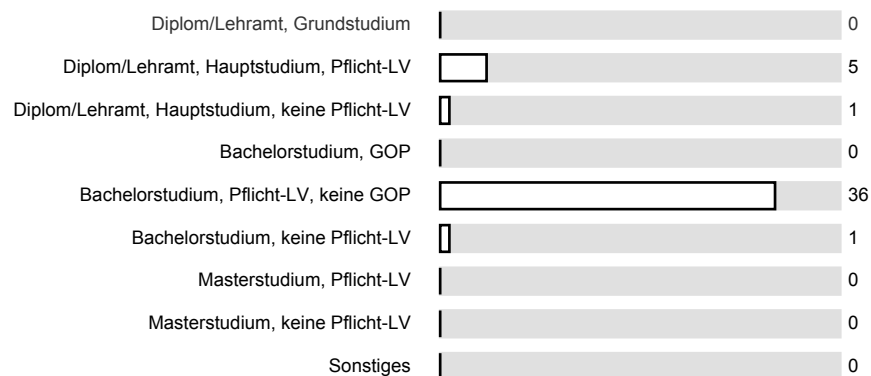 Diplom/Lehramt, Grundstudium 0
Diplom/Lehramt, Hauptstudium, Pflicht-LV 5
Diplom/Lehramt, Hauptstudium, keine Pflicht-LV 1
Bachelorstudium, GOP 0
Bachelorstudium, Pflicht-LV, keine GOP 36
Bachelorstudium, keine Pflicht-LV 1
Masterstudium, Pflicht-LV 0
Masterstudium, keine Pflicht-LV 0
Sonstiges 0